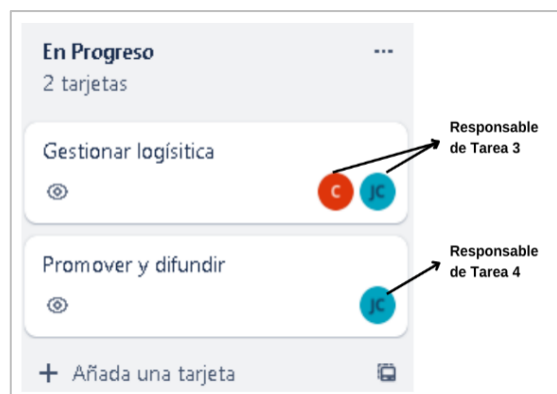 En Progreso
2 tarjetas
Gestionar logísitica
C JC
Responsable
de Tarea 3
Promover y difundir
JC
Responsable
de Tarea 4
+ Añada una tarjeta